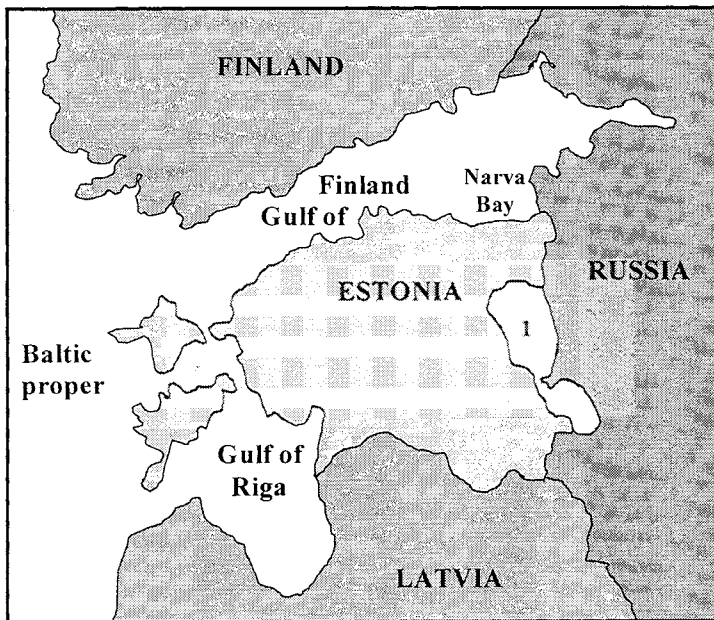 FINLAND
Finland
Gulf of
Narva
Bay
RUSSIA
ESTONIA
1
Baltic
proper
Gulf of
Riga
LATVIA